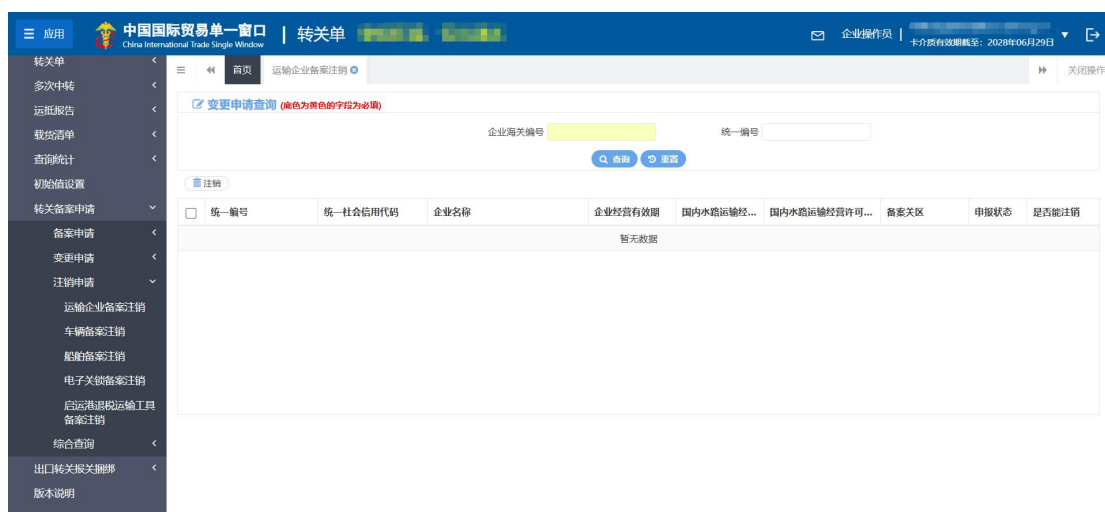 应用
中国国际贸易单一窗口 | 转关单
China International Trade Single Window
企业操作员 |
卡介质有效期截至：2028年06月29日
转关单
多次中转
运抵报告
载货清单
查询统计
初始值设置
转关备案申请
备案申请
变更申请
注销申请
运输企业备案注销
车辆备案注销
船舶备案注销
电子关锁备案注销
启运港退税运输工具
备案注销
综合查询
出口转关报关捆绑
版本说明
首页 运输企业备案注销 关闭操作
变更申请查询 (底色为黄色的字段为必填)
企业海关编号 统一编号
查询 重置
注销
统一编号 统一社会信用代码 企业名称 企业经营有效期 国内水路运输经... 国内水路运输经营许可... 备案关区 申报状态 是否能注销
暂无数据